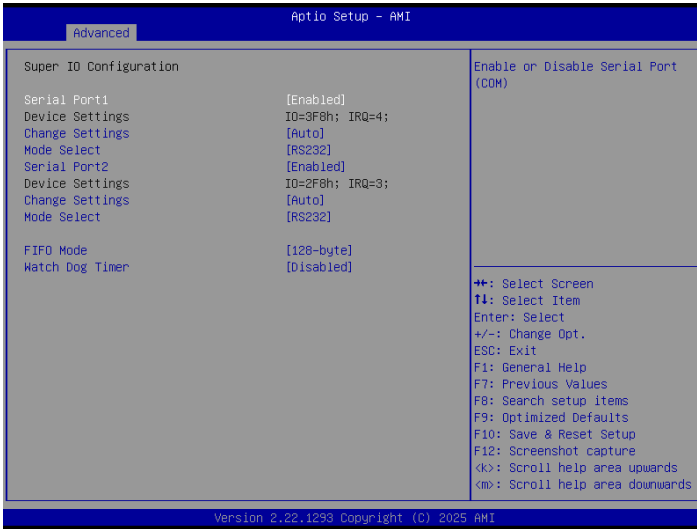 Aptio Setup - AMI
Advanced
Super IO Configuration
Serial Port1 [Enabled]
Device Settings IO=3F8h; IRQ=4;
Change Settings [Auto]
Mode Select [RS232]
Serial Port2 [Enabled]
Device Settings IO=2F8h; IRQ=3;
Change Settings [Auto]
Mode Select [RS232]
FIFO Mode [128-byte]
Watch Dog Timer [Disabled]
Enable or Disable Serial Port
(COM)
→←: Select Screen
↑↓: Select Item
Enter: Select
+/-: Change Opt.
ESC: Exit
F1: General Help
F7: Previous Values
F8: Search setup items
F9: Optimized Defaults
F10: Save & Reset Setup
F12: Screenshot capture
<k>: Scroll help area upwards
<m>: Scroll help area downwards
Version 2.22.1293 Copyright (C) 2025 AMI